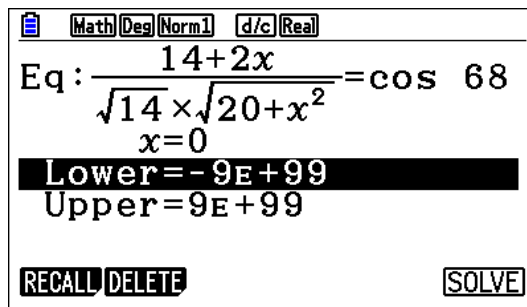 Math Deg Norm1 d/c Real
Eq:(14+2x)/(√14×√(20+x²))=cos 68
x=0
Lower=-9E+99
Upper=9E+99
RECALL DELETE SOLVE